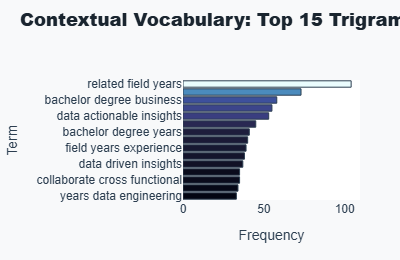 Contextual Vocabulary: Top 15 Trigram
related field years
bachelor degree business
data actionable insights
bachelor degree years
field years experience
data driven insights
collaborate cross functional
years data engineering
Term
0 50 100
Frequency